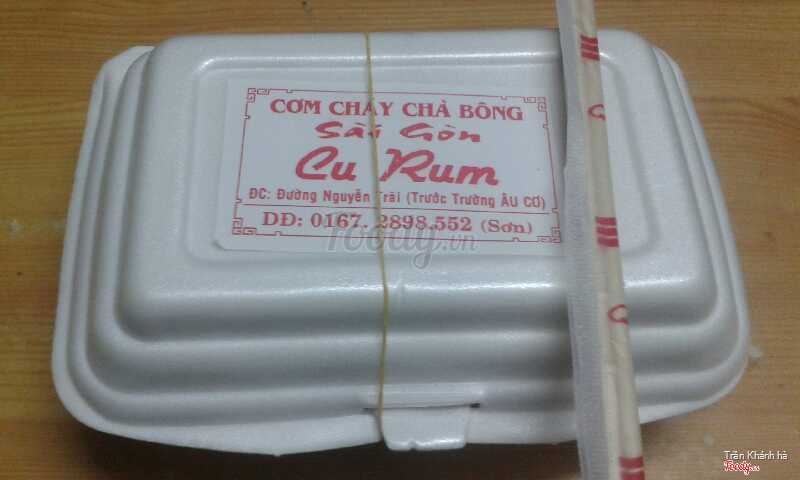 CƠM CHÁY CHÀ BÔNG
Sài Gòn
Cu Rum
ĐC: Đường Nguyễn Trãi (Trước Trường ÂU CƠ)
DĐ: 0167. 2898.552 (Sơn)
Foody.vn
Trần Khánh hà
Foody.vn